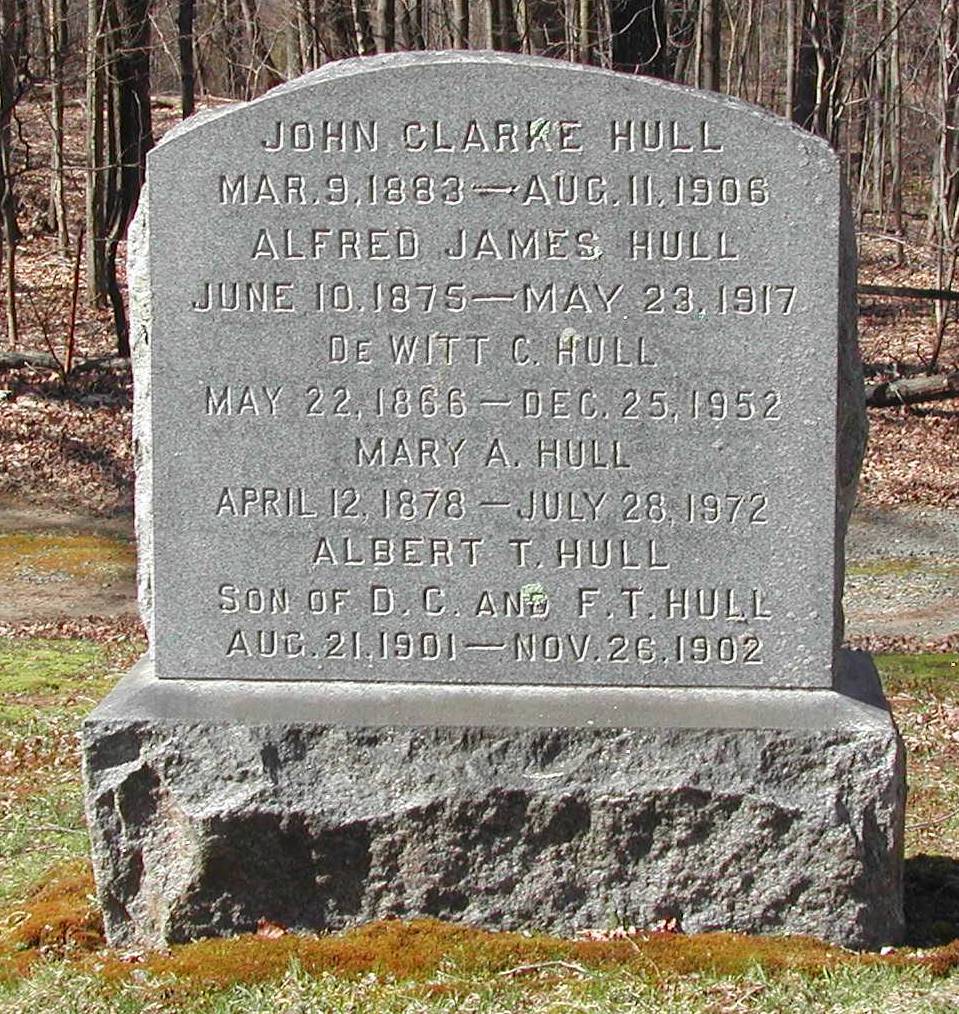 JOHN CLARKE HULL
MAR. 9, 1883 — AUG. 11, 1906
ALFRED JAMES HULL
JUNE 10, 1875 — MAY 23, 1917
DE WITT C. HULL
MAY 22, 1866 — DEC. 25, 1952
MARY A. HULL
APRIL 12, 1878 — JULY 28, 1972
ALBERT T. HULL
SON OF D. C. AND F. T. HULL
AUG. 21, 1901 — NOV. 26, 1902